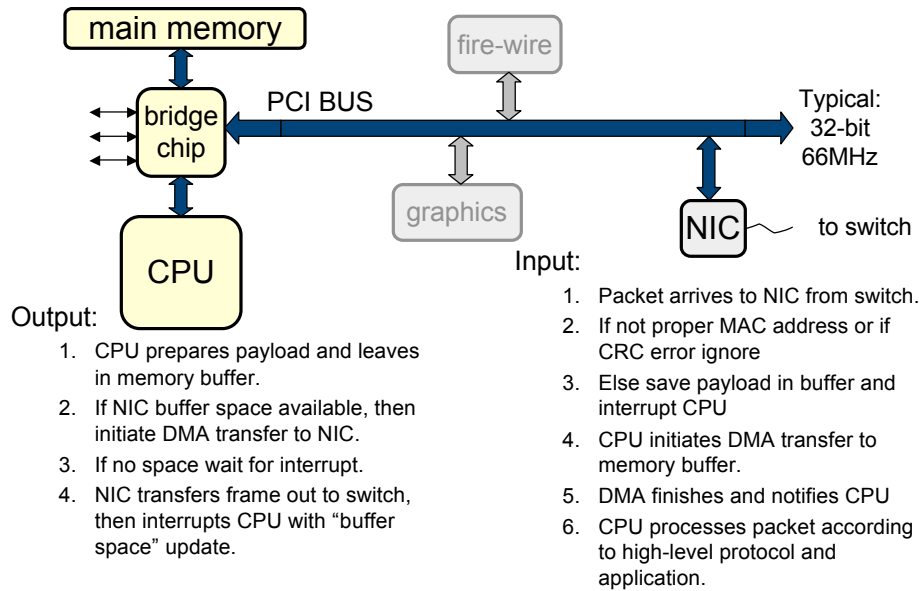 main memory
fire-wire
bridge
chip
PCI BUS
Typical:
32-bit
66MHz
graphics
NIC
to switch
CPU
Output:
1. CPU prepares payload and leaves
in memory buffer.
2. If NIC buffer space available, then
initiate DMA transfer to NIC.
3. If no space wait for interrupt.
4. NIC transfers frame out to switch,
then interrupts CPU with “buffer
space” update.
Input:
1. Packet arrives to NIC from switch.
2. If not proper MAC address or if
CRC error ignore
3. Else save payload in buffer and
interrupt CPU
4. CPU initiates DMA transfer to
memory buffer.
5. DMA finishes and notifies CPU
6. CPU processes packet according
to high-level protocol and
application.